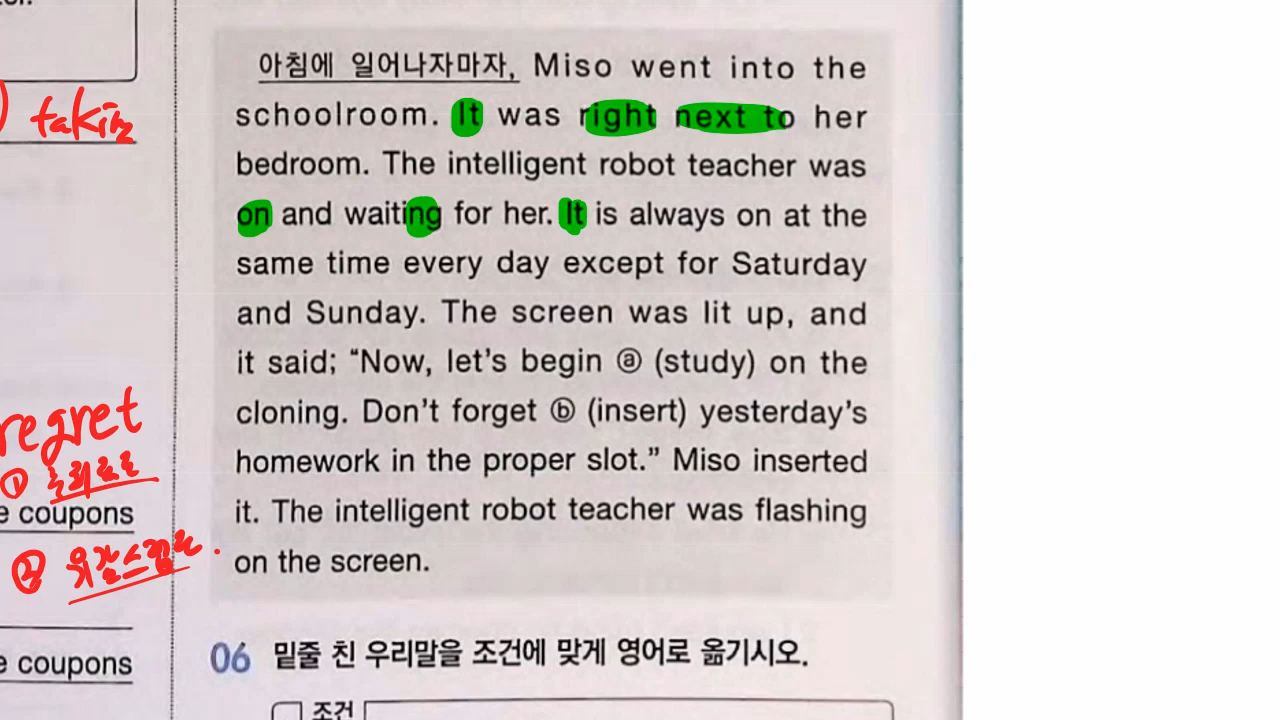 taking
아침에 일어나자마자, Miso went into the
schoolroom. It was right next to her
bedroom. The intelligent robot teacher was
on and waiting for her. It is always on at the
same time every day except for Saturday
and Sunday. The screen was lit up, and
it said; “Now, let’s begin ⓐ (study) on the
cloning. Don’t forget ⓑ (insert) yesterday’s
homework in the proper slot.” Miso inserted
it. The intelligent robot teacher was flashing
on the screen.
regret
①
e coupons
②
e coupons
06 밑줄 친 우리말을 조건에 맞게 영어로 옮기시오.
조건